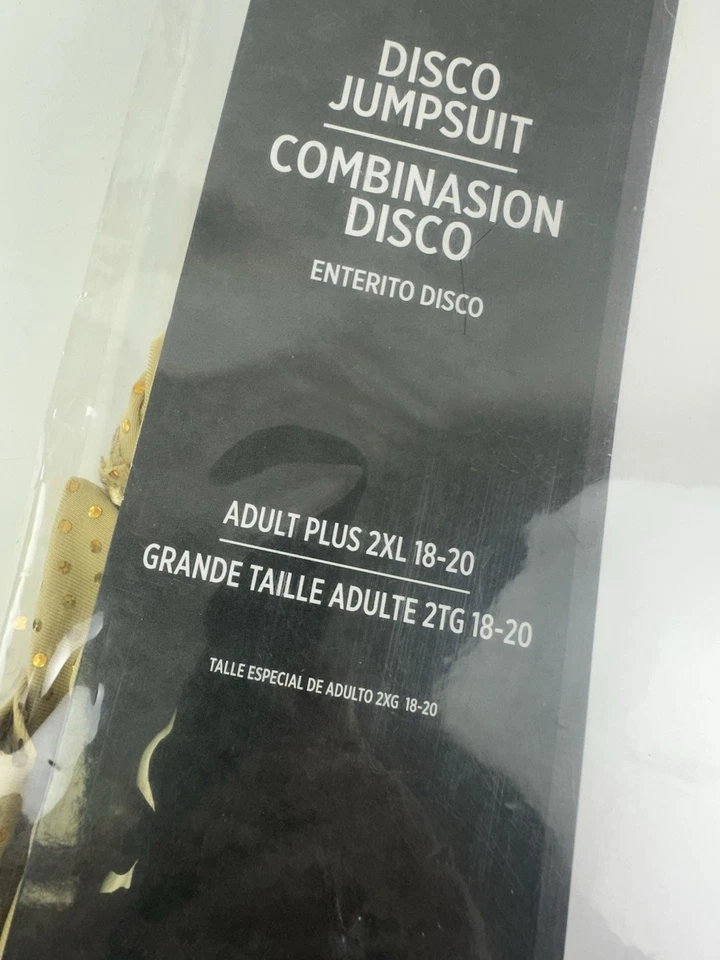 DISCO
JUMPSUIT
COMBINASION
DISCO
ENTERITO DISCO
ADULT PLUS 2XL 18-20
GRANDE TAILLE ADULTE 2TG 18-20
TALLE ESPECIAL DE ADULTO 2XG 18-20